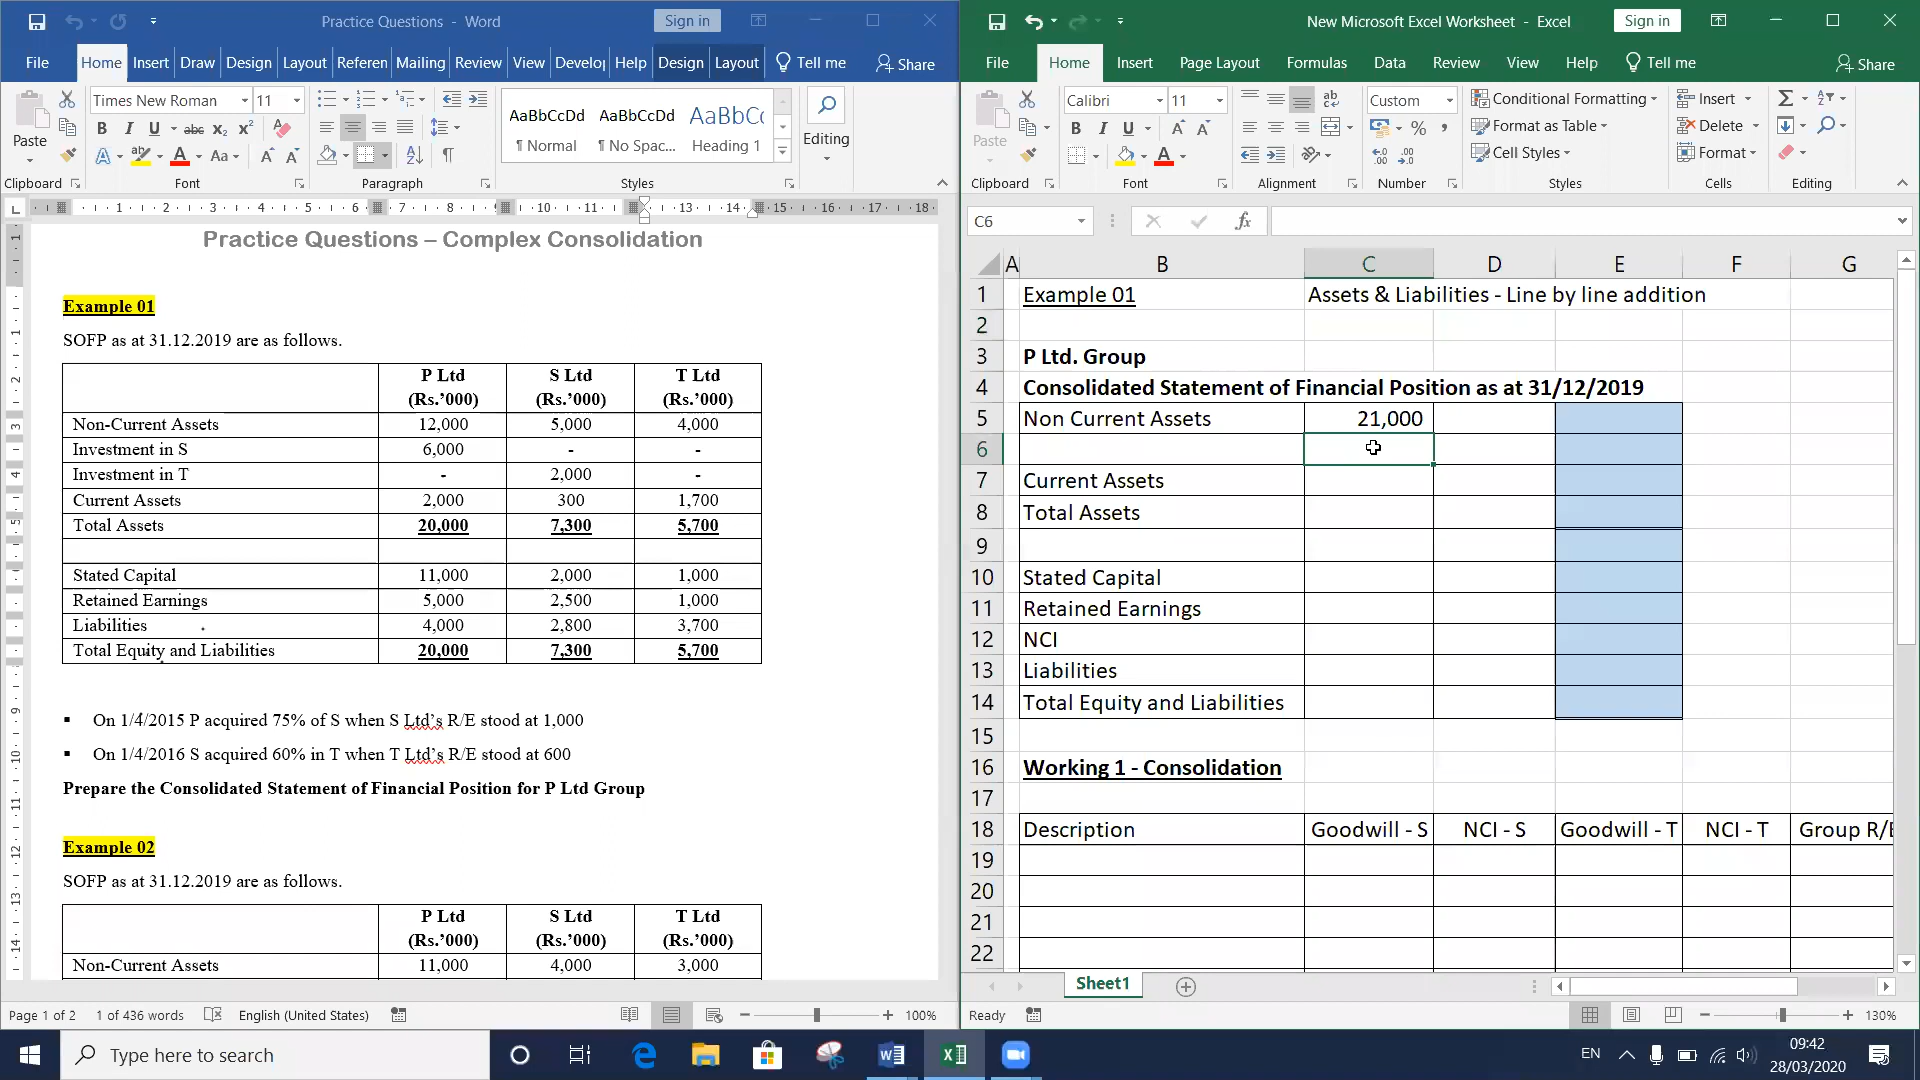 Practice Questions - Word
Sign in
File Home Insert Draw Design Layout Referen Mailing Review View Develop Help Design Layout Tell me Share
Times New Roman 11
Paste
AaBbCcDd AaBbCcDd AaBbCc
¶ Normal ¶ No Spac... Heading 1
Editing
Clipboard Font Paragraph Styles
Practice Questions – Complex Consolidation
Example 01
SOFP as at 31.12.2019 are as follows.
P Ltd S Ltd T Ltd
(Rs.'000) (Rs.'000) (Rs.'000)
Non-Current Assets 12,000 5,000 4,000
Investment in S 6,000 - -
Investment in T - 2,000 -
Current Assets 2,000 300 1,700
Total Assets 20,000 7,300 5,700
Stated Capital 11,000 2,000 1,000
Retained Earnings 5,000 2,500 1,000
Liabilities 4,000 2,800 3,700
Total Equity and Liabilities 20,000 7,300 5,700
▪ On 1/4/2015 P acquired 75% of S when S Ltd's R/E stood at 1,000
▪ On 1/4/2016 S acquired 60% in T when T Ltd's R/E stood at 600
Prepare the Consolidated Statement of Financial Position for P Ltd Group
Example 02
SOFP as at 31.12.2019 are as follows.
P Ltd S Ltd T Ltd
(Rs.'000) (Rs.'000) (Rs.'000)
Non-Current Assets 11,000 4,000 3,000
Page 1 of 2 1 of 436 words English (United States) 100%
New Microsoft Excel Worksheet - Excel
Sign in
File Home Insert Page Layout Formulas Data Review View Help Tell me Share
Calibri 11
Paste
Custom
Conditional Formatting
Format as Table
Cell Styles
Insert
Delete
Format
Clipboard Font Alignment Number Styles Cells Editing
C6 fx
A B C D E F G
1 Example 01 Assets & Liabilities - Line by line addition
2
3 P Ltd. Group
4 Consolidated Statement of Financial Position as at 31/12/2019
5 Non Current Assets 21,000
6
7 Current Assets
8 Total Assets
9
10 Stated Capital
11 Retained Earnings
12 NCI
13 Liabilities
14 Total Equity and Liabilities
15
16 Working 1 - Consolidation
17
18 Description Goodwill - S NCI - S Goodwill - T NCI - T Group R/E
19
20
21
22
Sheet1
Ready 130%
Type here to search
EN
09:42
28/03/2020